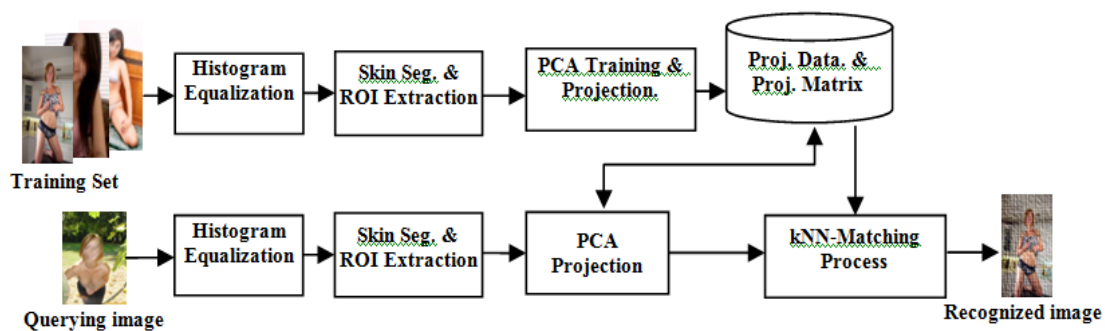 Histogram
Equalization
Skin Seg. &
ROI Extraction
PCA Training &
Projection.
Proj. Data. &
Proj. Matrix
Training Set
Histogram
Equalization
Skin Seg. &
ROI Extraction
PCA
Projection
kNN-Matching
Process
Querying image
Recognized image